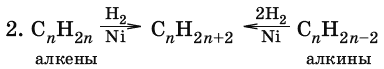 2. CₙH₂ₙ H₂ Ni → CₙH₂ₙ₊₂ ← 2H₂ Ni CₙH₂ₙ₋₂
алкены алкины